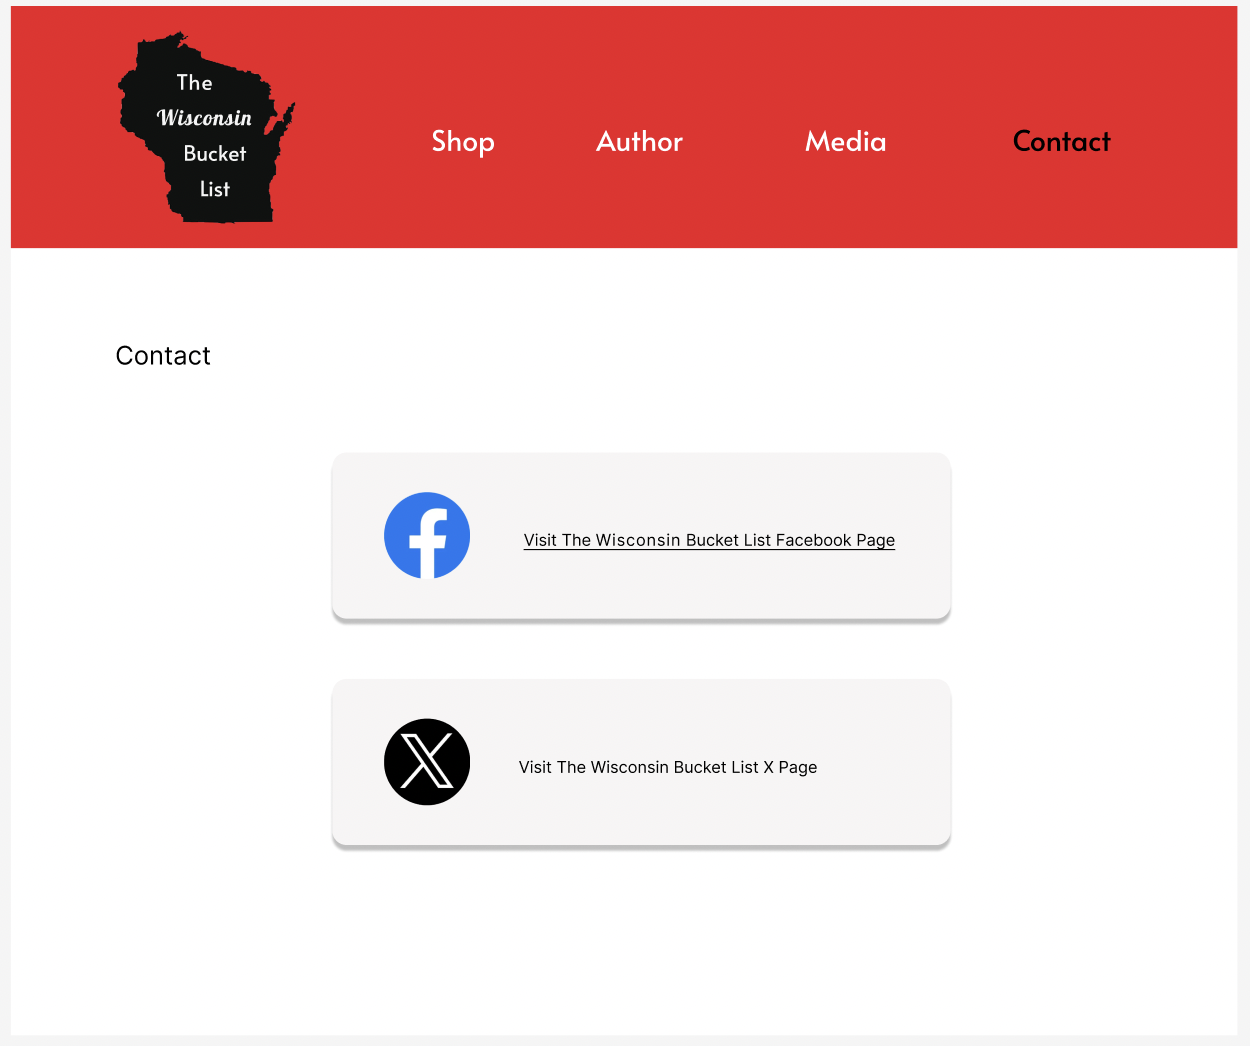 The
Wisconsin
Bucket
List
Shop Author Media Contact
Contact
Visit The Wisconsin Bucket List Facebook Page
Visit The Wisconsin Bucket List X Page